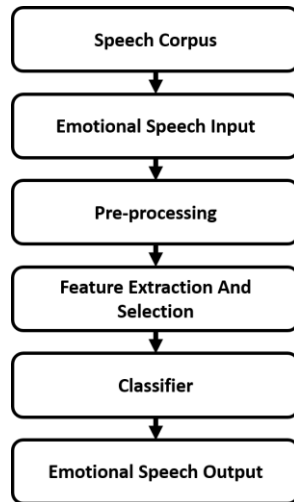 Speech Corpus
Emotional Speech Input
Pre-processing
Feature Extraction And
Selection
Classifier
Emotional Speech Output